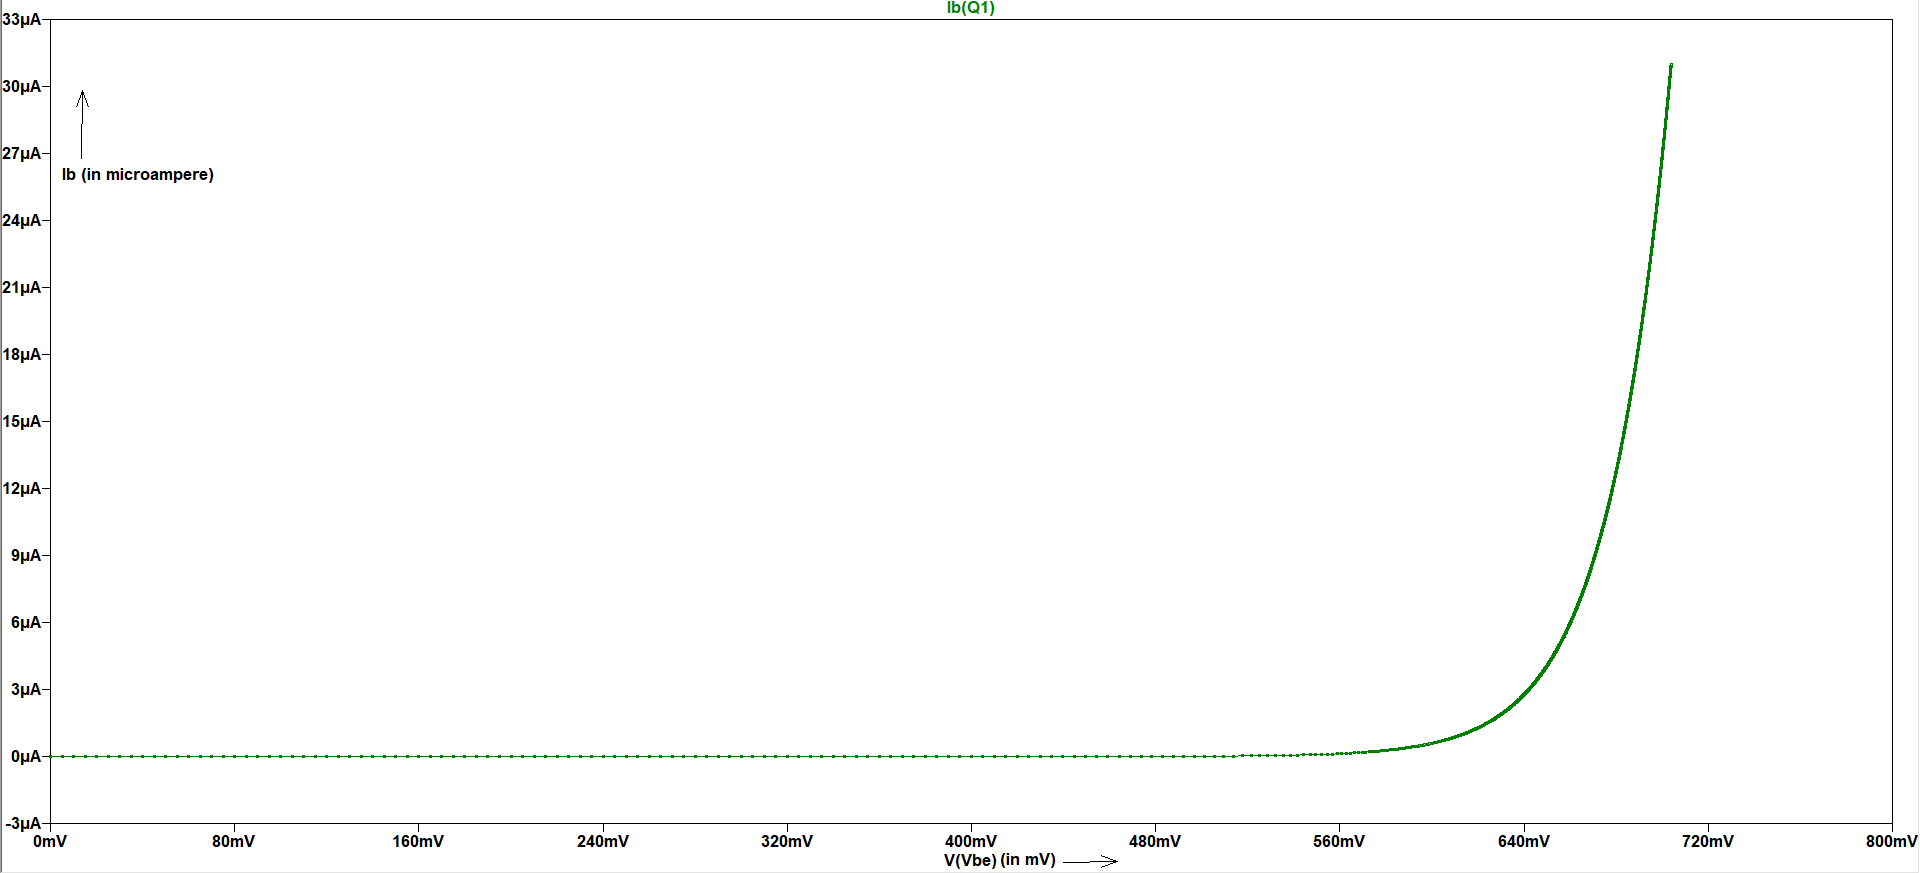 Ib(Q1)
33µA
30µA
27µA
Ib (in microampere)
24µA
21µA
18µA
15µA
12µA
9µA
6µA
3µA
0µA
-3µA
0mV 80mV 160mV 240mV 320mV 400mV 480mV 560mV 640mV 720mV 800mV
V(Vbe) (in mV)